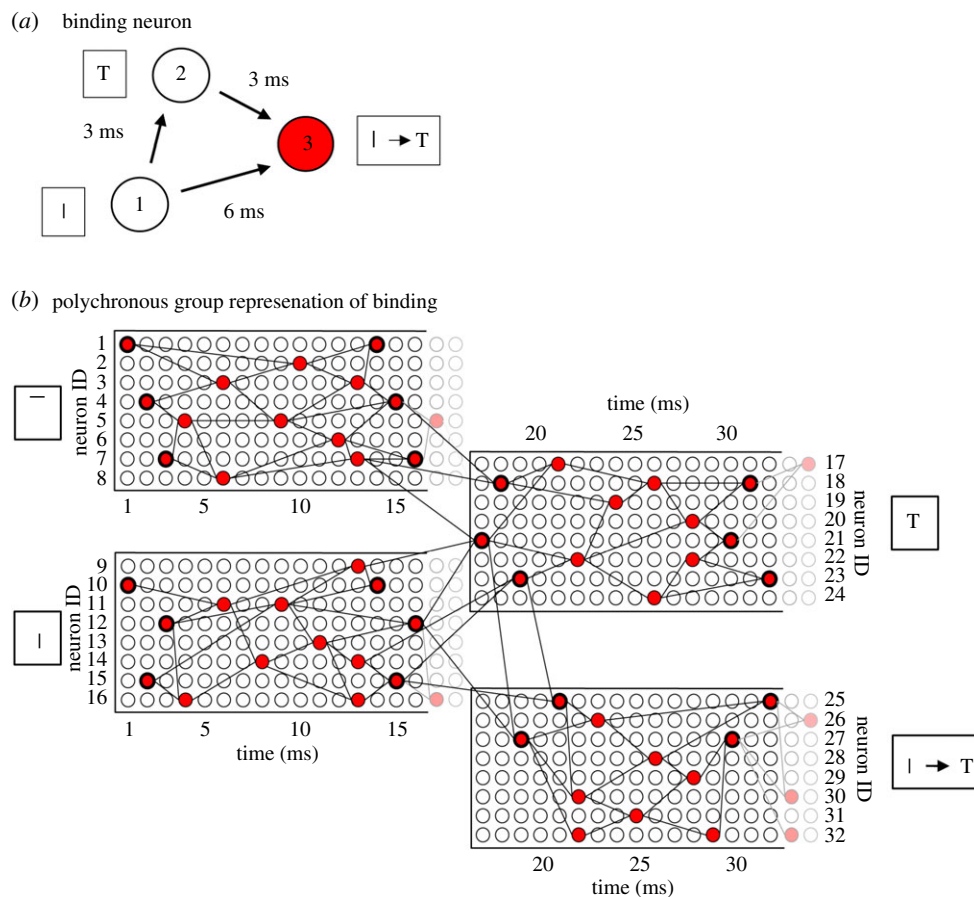 (a) binding neuron
T
2
3 ms
3 ms
3
| → T
|
1
6 ms
(b) polychronous group represenation of binding
neuron ID
1
2
3
4
5
6
7
8
1 5 10 15
time (ms)
20 25 30
17
18
19
20
21
22
23
24
neuron ID
T
neuron ID
9
10
11
12
13
14
15
16
1 5 10 15
time (ms)
25
26
27
28
29
30
31
32
neuron ID
| → T
20 25 30
time (ms)